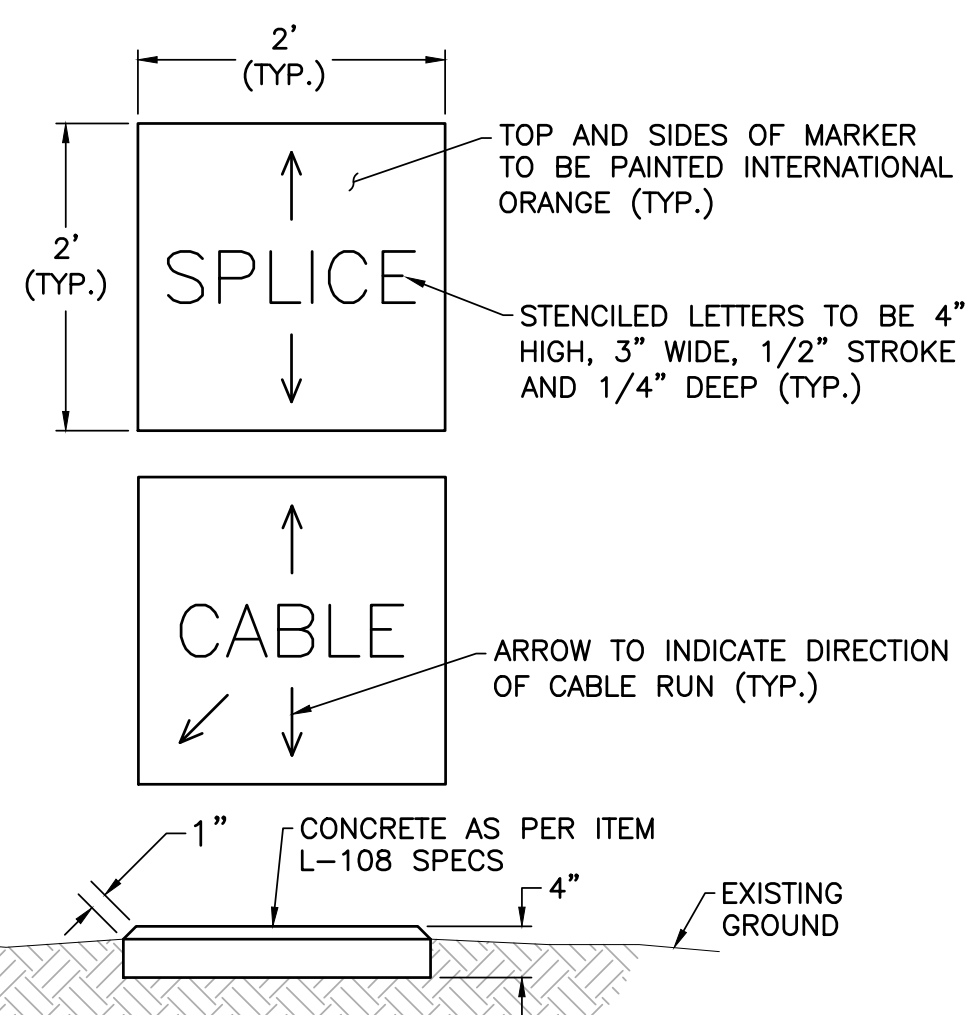 2'
(TYP.)
TOP AND SIDES OF MARKER
TO BE PAINTED INTERNATIONAL
ORANGE (TYP.)
2'
(TYP.)
SPLICE
STENCILED LETTERS TO BE 4"
HIGH, 3" WIDE, 1/2" STROKE
AND 1/4" DEEP (TYP.)
CABLE
ARROW TO INDICATE DIRECTION
OF CABLE RUN (TYP.)
1"
CONCRETE AS PER ITEM
L-108 SPECS
4"
EXISTING
GROUND